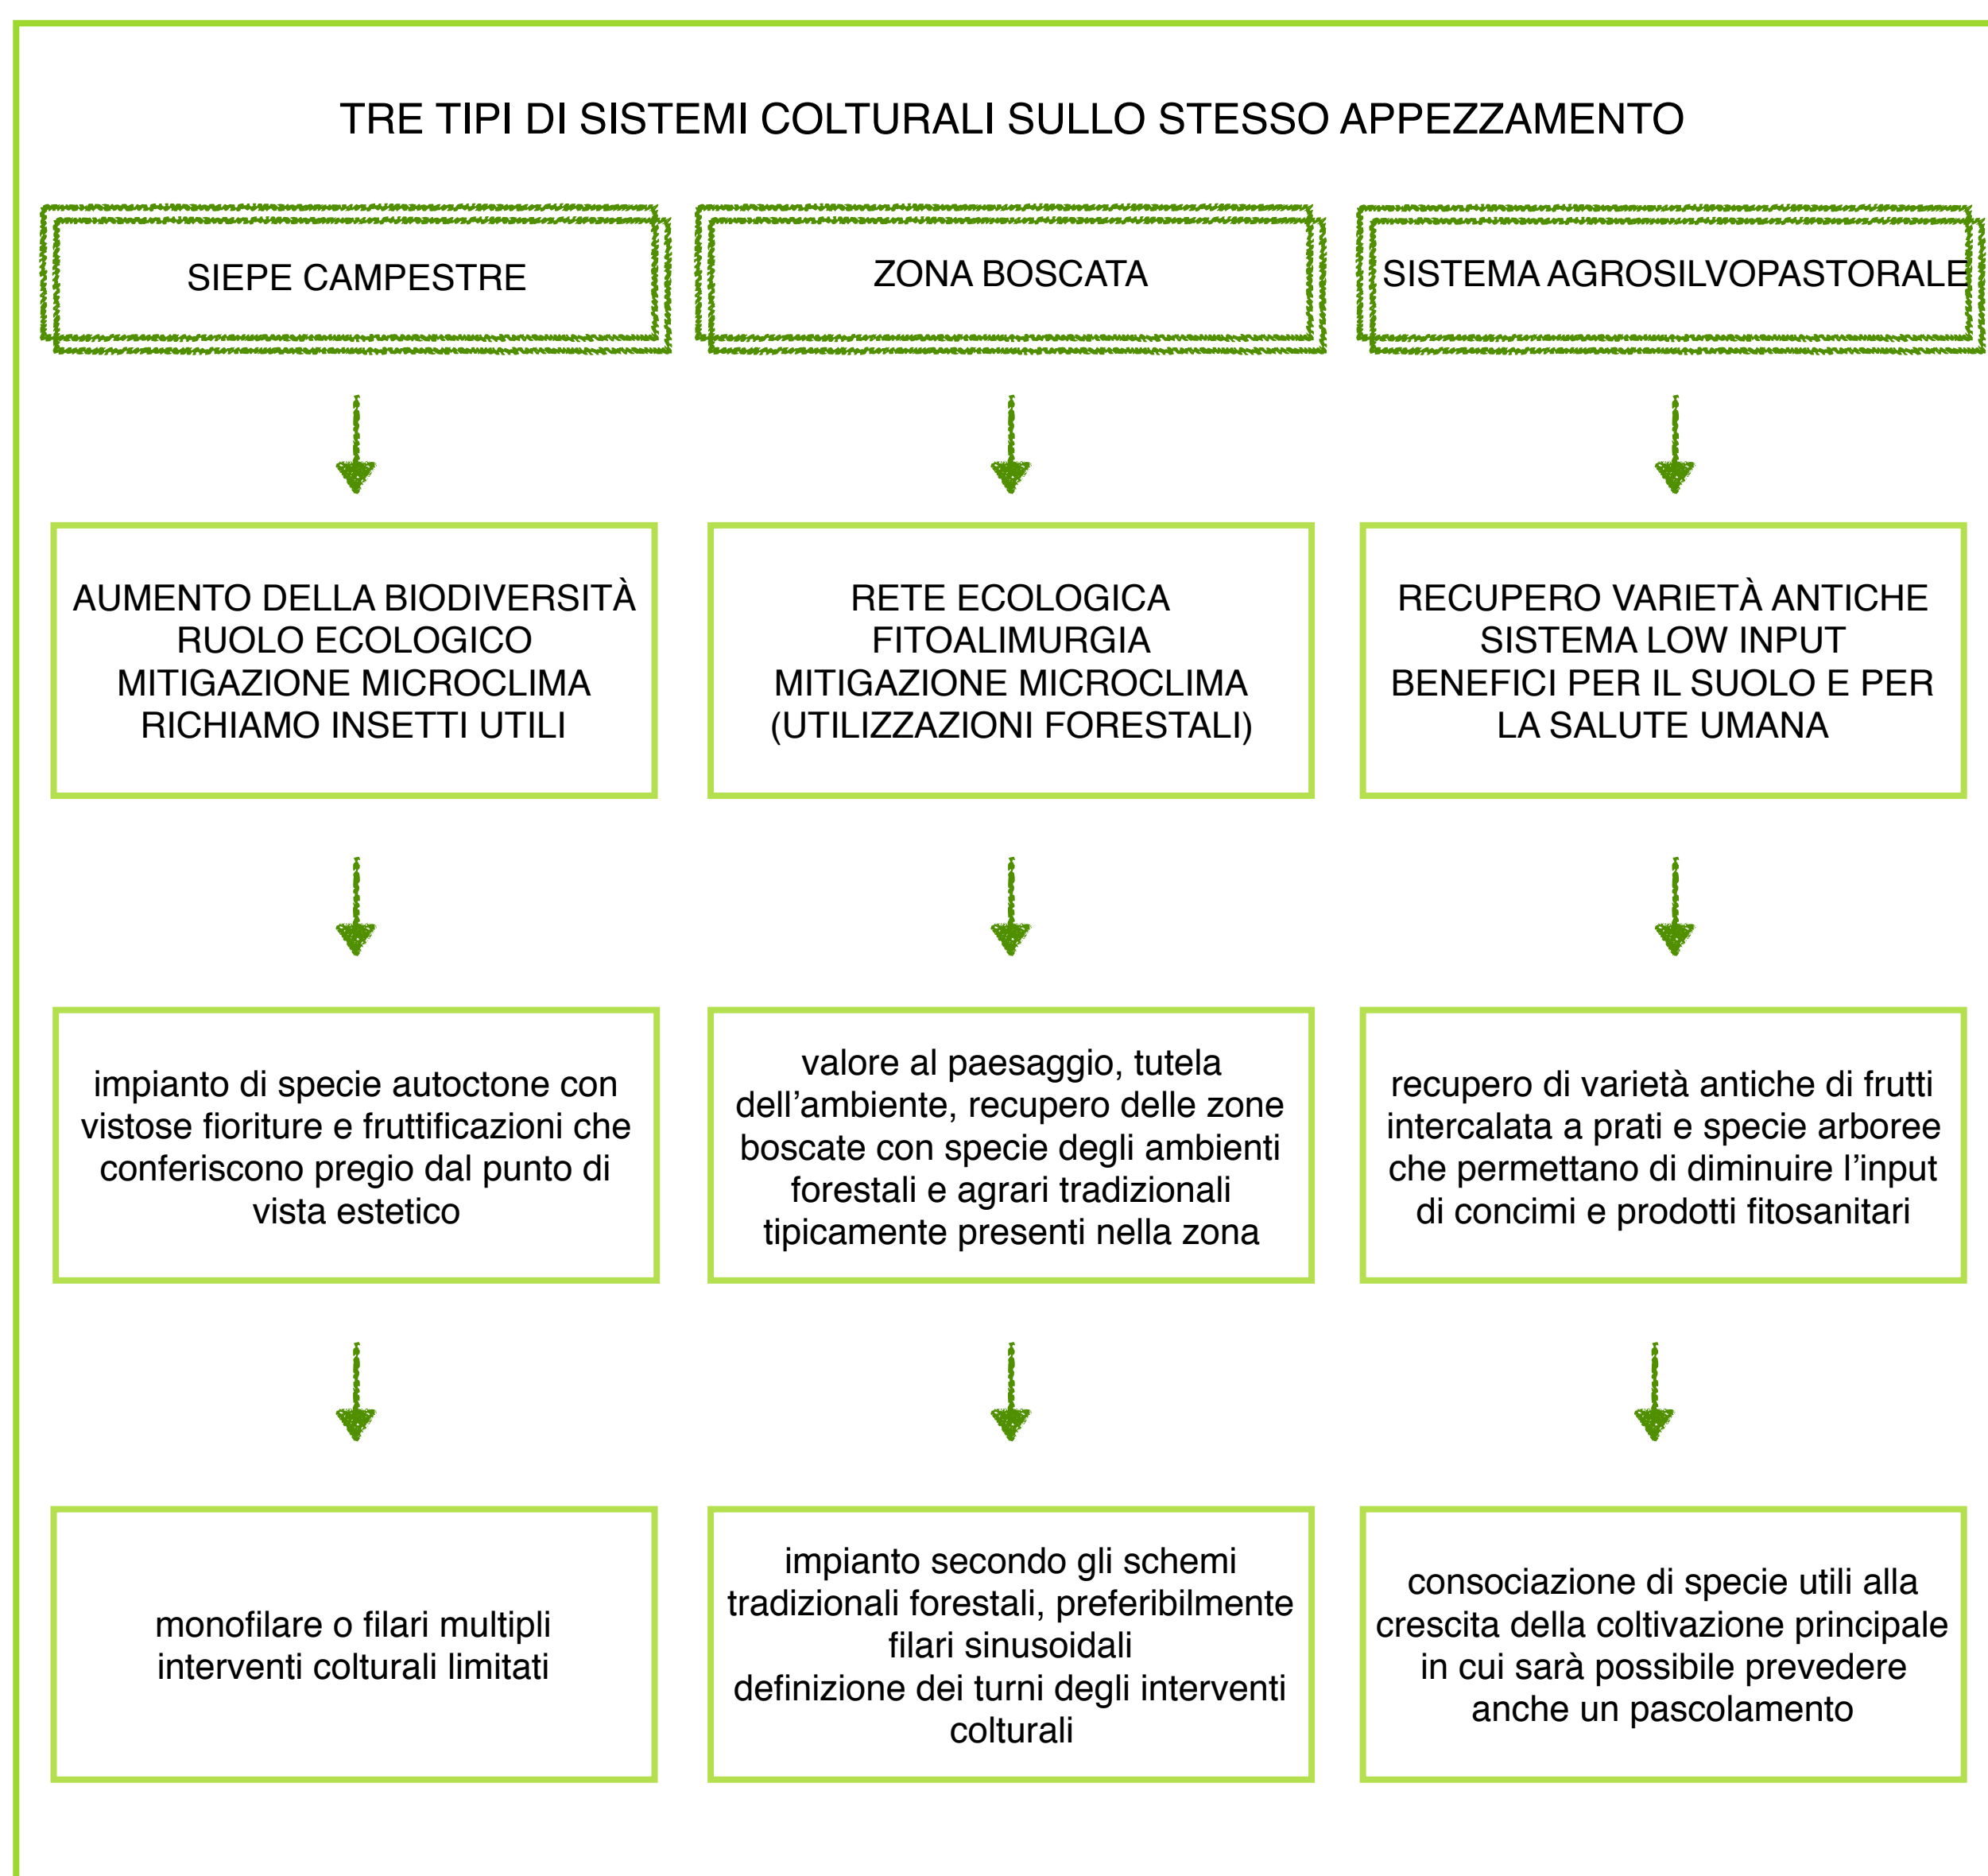 TRE TIPI DI SISTEMI COLTURALI SULLO STESSO APPEZZAMENTO
SIEPE CAMPESTRE
ZONA BOSCATA
SISTEMA AGROSILVOPASTORALE
AUMENTO DELLA BIODIVERSITÀ
RUOLO ECOLOGICO
MITIGAZIONE MICROCLIMA
RICHIAMO INSETTI UTILI
RETE ECOLOGICA
FITOALIMURGIA
MITIGAZIONE MICROCLIMA
(UTILIZZAZIONI FORESTALI)
RECUPERO VARIETÀ ANTICHE
SISTEMA LOW INPUT
BENEFICI PER IL SUOLO E PER
LA SALUTE UMANA
impianto di specie autoctone con
vistose fioriture e fruttificazioni che
conferiscono pregio dal punto di
vista estetico
valore al paesaggio, tutela
dell’ambiente, recupero delle zone
boscate con specie degli ambienti
forestali e agrari tradizionali
tipicamente presenti nella zona
recupero di varietà antiche di frutti
intercalata a prati e specie arboree
che permettano di diminuire l’input
di concimi e prodotti fitosanitari
monofilare o filari multipli
interventi colturali limitati
impianto secondo gli schemi
tradizionali forestali, preferibilmente
filari sinusoidali
definizione dei turni degli interventi
colturali
consociazione di specie utili alla
crescita della coltivazione principale
in cui sarà possibile prevedere
anche un pascolamento